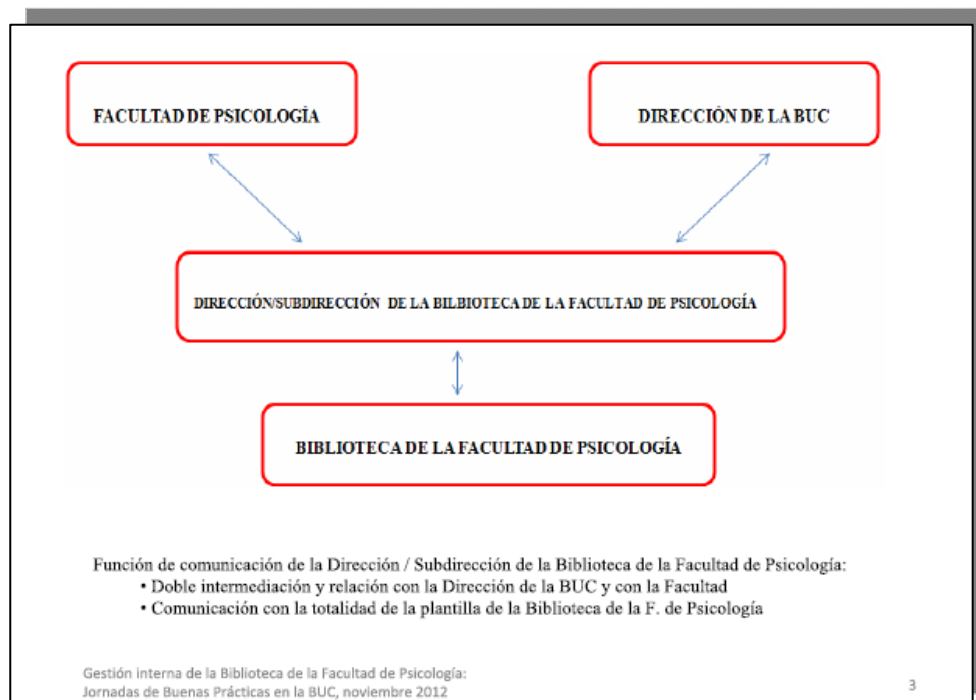 FACULTAD DE PSICOLOGÍA
DIRECCIÓN DE LA BUC
DIRECCIÓN/SUBDIRECCIÓN DE LA BILBIOTECA DE LA FACULTAD DE PSICOLOGÍA
BIBLIOTECA DE LA FACULTAD DE PSICOLOGÍA
Función de comunicación de la Dirección / Subdirección de la Biblioteca de la Facultad de Psicología:
• Doble intermediación y relación con la Dirección de la BUC y con la Facultad
• Comunicación con la totalidad de la plantilla de la Biblioteca de la F. de Psicología
Gestión interna de la Biblioteca de la Facultad de Psicología:
Jornadas de Buenas Prácticas en la BUC, noviembre 2012
3